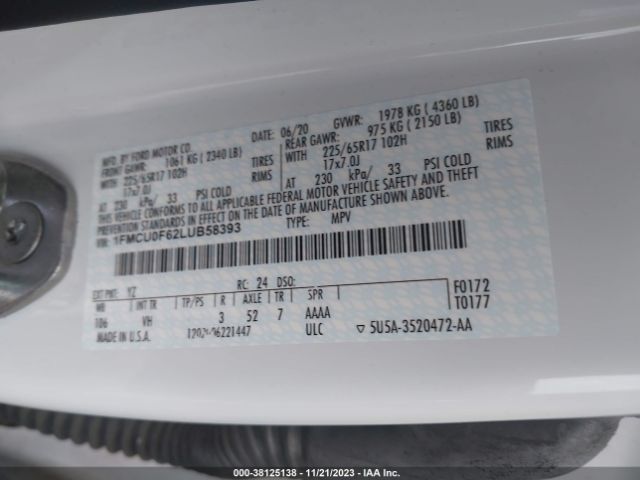 MFD. BY FORD MOTOR CO. DATE: 06/20 GVWR: 1978 KG ( 4360 LB)
FRONT GAWR: 1061 KG ( 2340 LB) REAR GAWR: 975 KG ( 2150 LB)
WITH 225/65R17 102H TIRES WITH 225/65R17 102H TIRES
17x7.0J RIMS 17x7.0J RIMS
AT 230 kPa/ 33 PSI COLD AT 230 kPa/ 33 PSI COLD
THIS VEHICLE CONFORMS TO ALL APPLICABLE FEDERAL MOTOR VEHICLE SAFETY AND THEFT
PREVENTION STANDARDS IN EFFECT ON THE DATE OF MANUFACTURE SHOWN ABOVE.
VIN: 1FMCU0F62LUB58393 TYPE: MPV
EXT PNT: YZ RC: 24 DSO:
WB INT TR TP/PS R AXLE TR SPR F0172
106 VH 3 52 7 AAAA T0177
MADE IN U.S.A. ULC 5U5A-3520472-AA
000-38125138 - 11/21/2023 - IAA Inc.